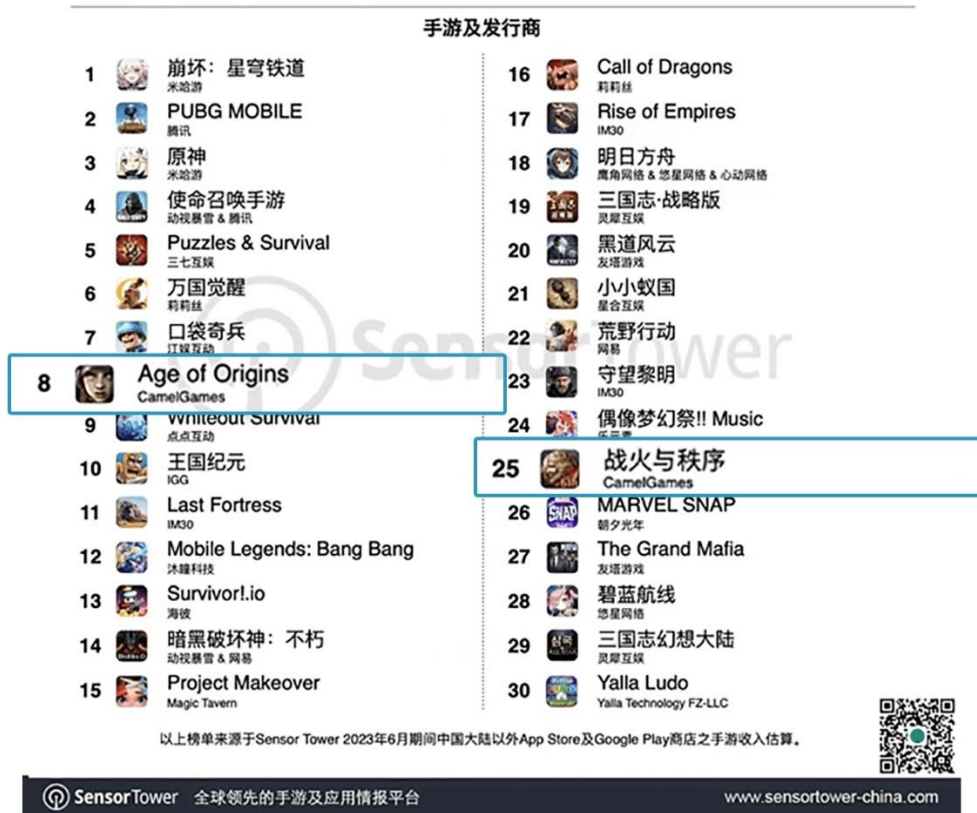 手游及发行商
1 崩坏：星穹铁道
米哈游
2 PUBG MOBILE
腾讯
3 原神
米哈游
4 使命召唤手游
动视暴雪 & 腾讯
5 Puzzles & Survival
三七互娱
6 万国觉醒
莉莉丝
7 口袋奇兵
江娱互动
8 Age of Origins
CamelGames
9 Whiteout Survival
点点互动
10 王国纪元
IGG
11 Last Fortress
IM30
12 Mobile Legends: Bang Bang
沐瞳科技
13 Survivor!.io
海彼
14 暗黑破坏神：不朽
动视暴雪 & 网易
15 Project Makeover
Magic Tavern
16 Call of Dragons
莉莉丝
17 Rise of Empires
IM30
18 明日方舟
鹰角网络 & 悠星网络 & 心动网络
19 三国志·战略版
灵犀互娱
20 黑道风云
友塔游戏
21 小小蚁国
星合互娱
22 荒野行动
网易
23 守望黎明
IM30
24 偶像梦幻祭!! Music
乐元素
25 战火与秩序
CamelGames
26 MARVEL SNAP
朝夕光年
27 The Grand Mafia
友塔游戏
28 碧蓝航线
悠星网络
29 三国志幻想大陆
灵犀互娱
30 Yalla Ludo
Yalla Technology FZ-LLC
SensorTower
以上榜单来源于Sensor Tower 2023年6月期间中国大陆以外App Store及Google Play商店之手游收入估算。
SensorTower 全球领先的手游及应用情报平台
www.sensortower-china.com